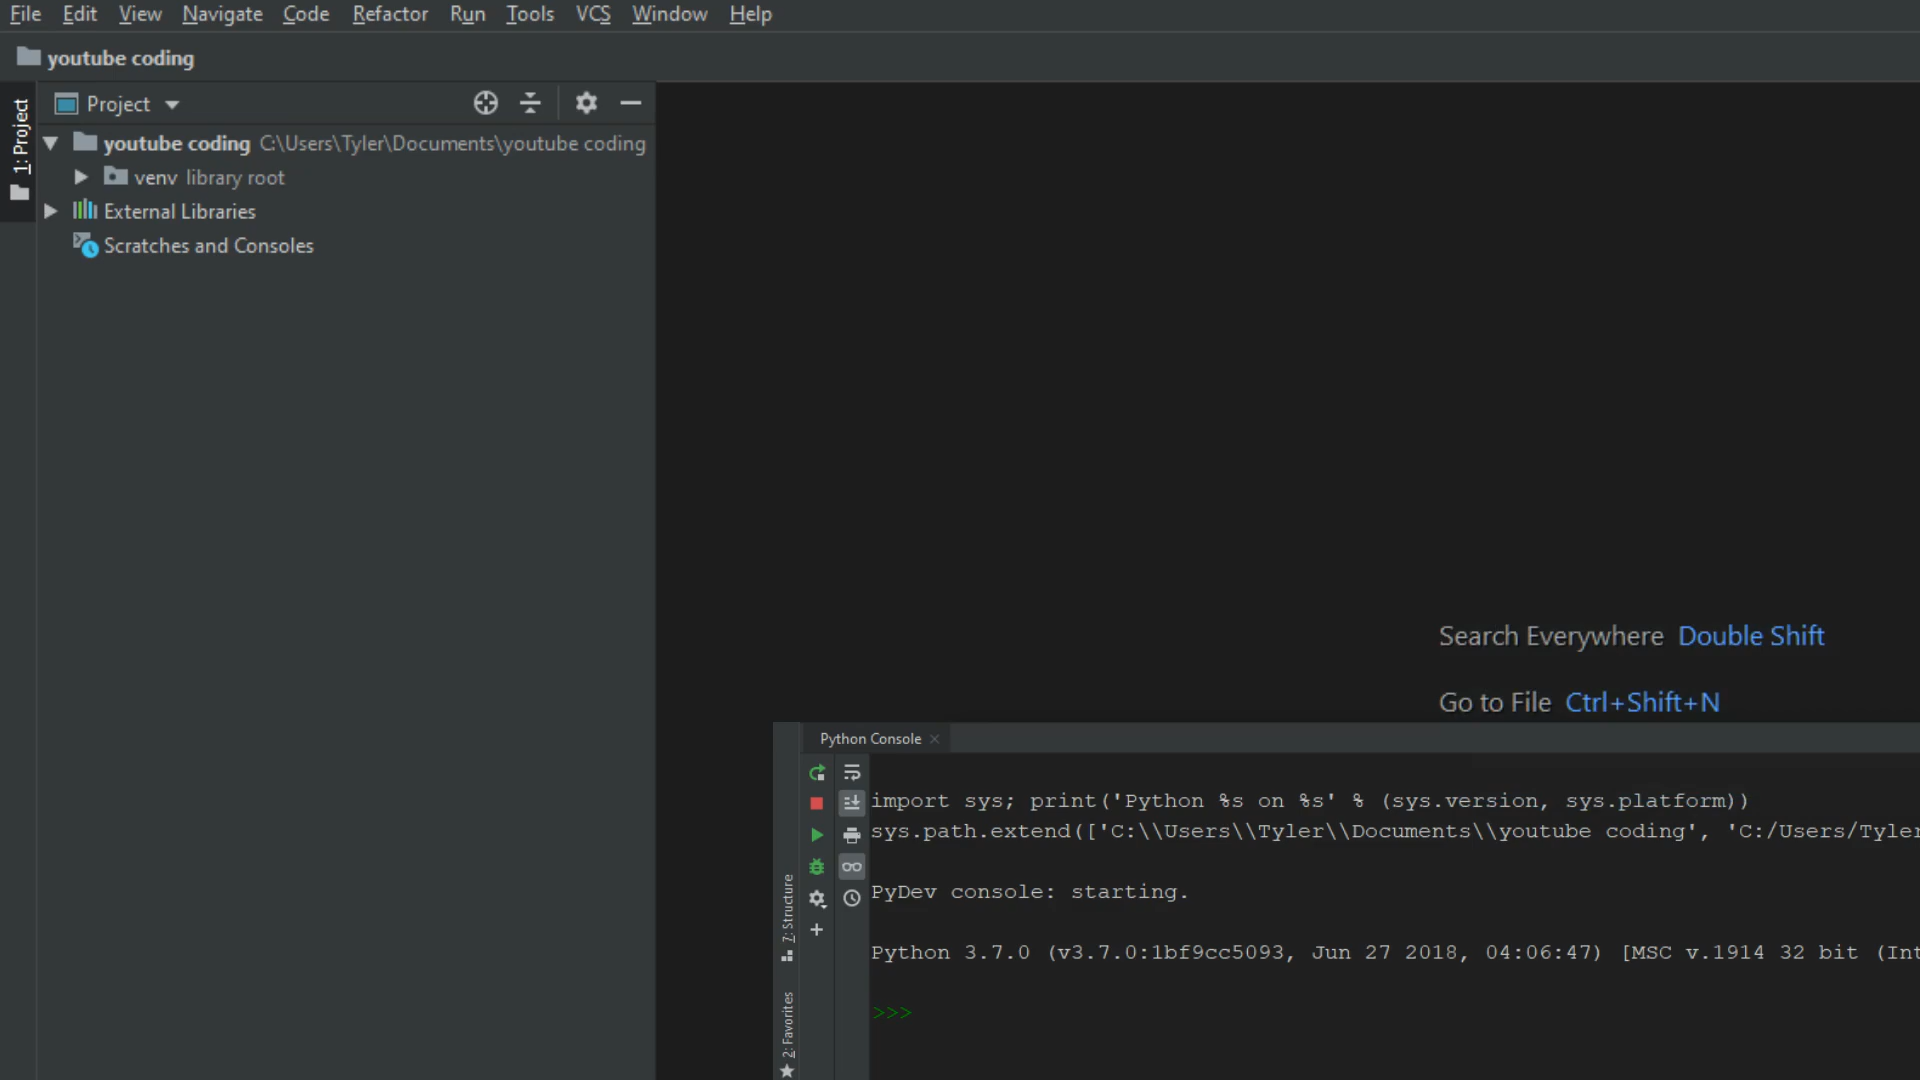 File Edit View Navigate Code Refactor Run Tools VCS Window Help
youtube coding
1: Project
Project
youtube coding C:\Users\Tyler\Documents\youtube coding
venv library root
External Libraries
Scratches and Consoles
Search Everywhere Double Shift
Go to File Ctrl+Shift+N
Python Console
import sys; print('Python %s on %s' % (sys.version, sys.platform))
sys.path.extend(['C:\\Users\\Tyler\\Documents\\youtube coding', 'C:/Users/Tyler
PyDev console: starting.
Python 3.7.0 (v3.7.0:1bf9cc5093, Jun 27 2018, 04:06:47) [MSC v.1914 32 bit (Int
>>>
7: Structure
2: Favorites